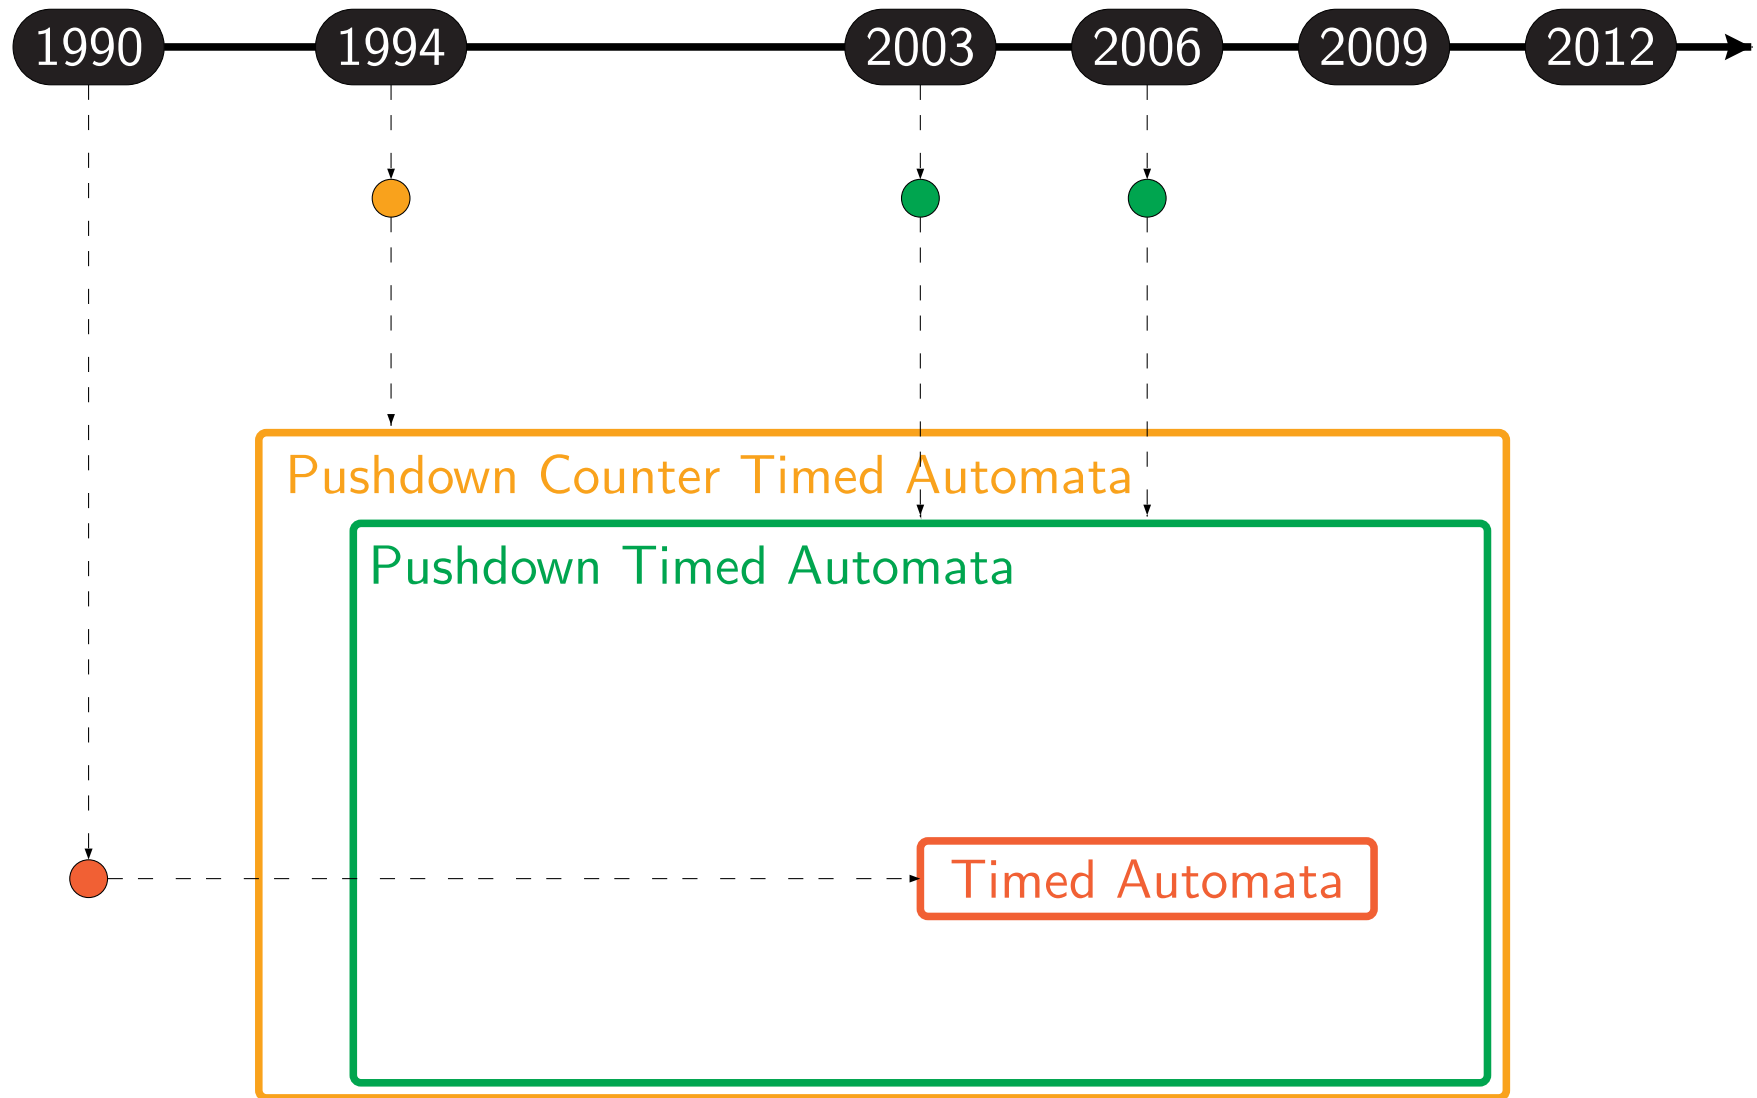 1990 1994 2003 2006 2009 2012
Pushdown Counter Timed Automata
Pushdown Timed Automata
Timed Automata